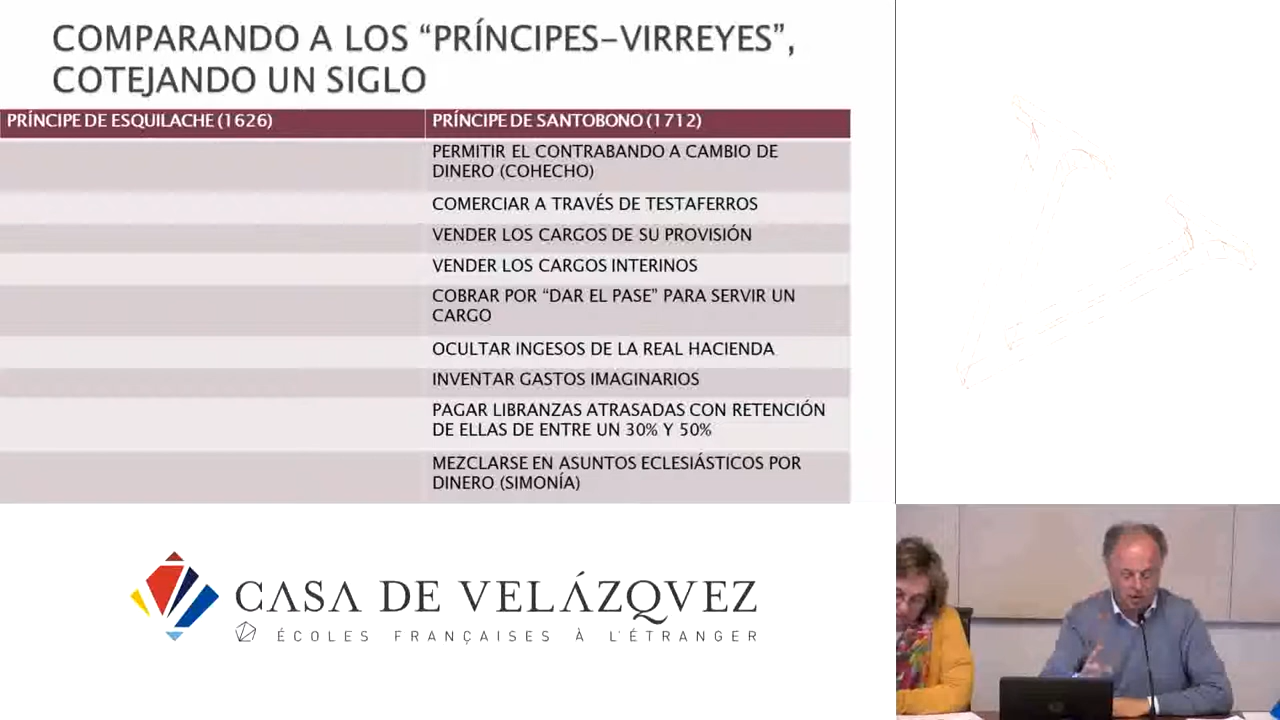 COMPARANDO A LOS “PRÍNCIPES-VIRREYES”,
COTEJANDO UN SIGLO
PRÍNCIPE DE ESQUILACHE (1626)
PRÍNCIPE DE SANTOBONO (1712)
PERMITIR EL CONTRABANDO A CAMBIO DE
DINERO (COHECHO)
COMERCIAR A TRAVÉS DE TESTAFERROS
VENDER LOS CARGOS DE SU PROVISIÓN
VENDER LOS CARGOS INTERINOS
COBRAR POR “DAR EL PASE” PARA SERVIR UN
CARGO
OCULTAR INGESOS DE LA REAL HACIENDA
INVENTAR GASTOS IMAGINARIOS
PAGAR LIBRANZAS ATRASADAS CON RETENCIÓN
DE ELLAS DE ENTRE UN 30% Y 50%
MEZCLARSE EN ASUNTOS ECLESIÁSTICOS POR
DINERO (SIMONÍA)
CASA DE VELÁZQVEZ
ÉCOLES FRANÇAISES À L'ÉTRANGER